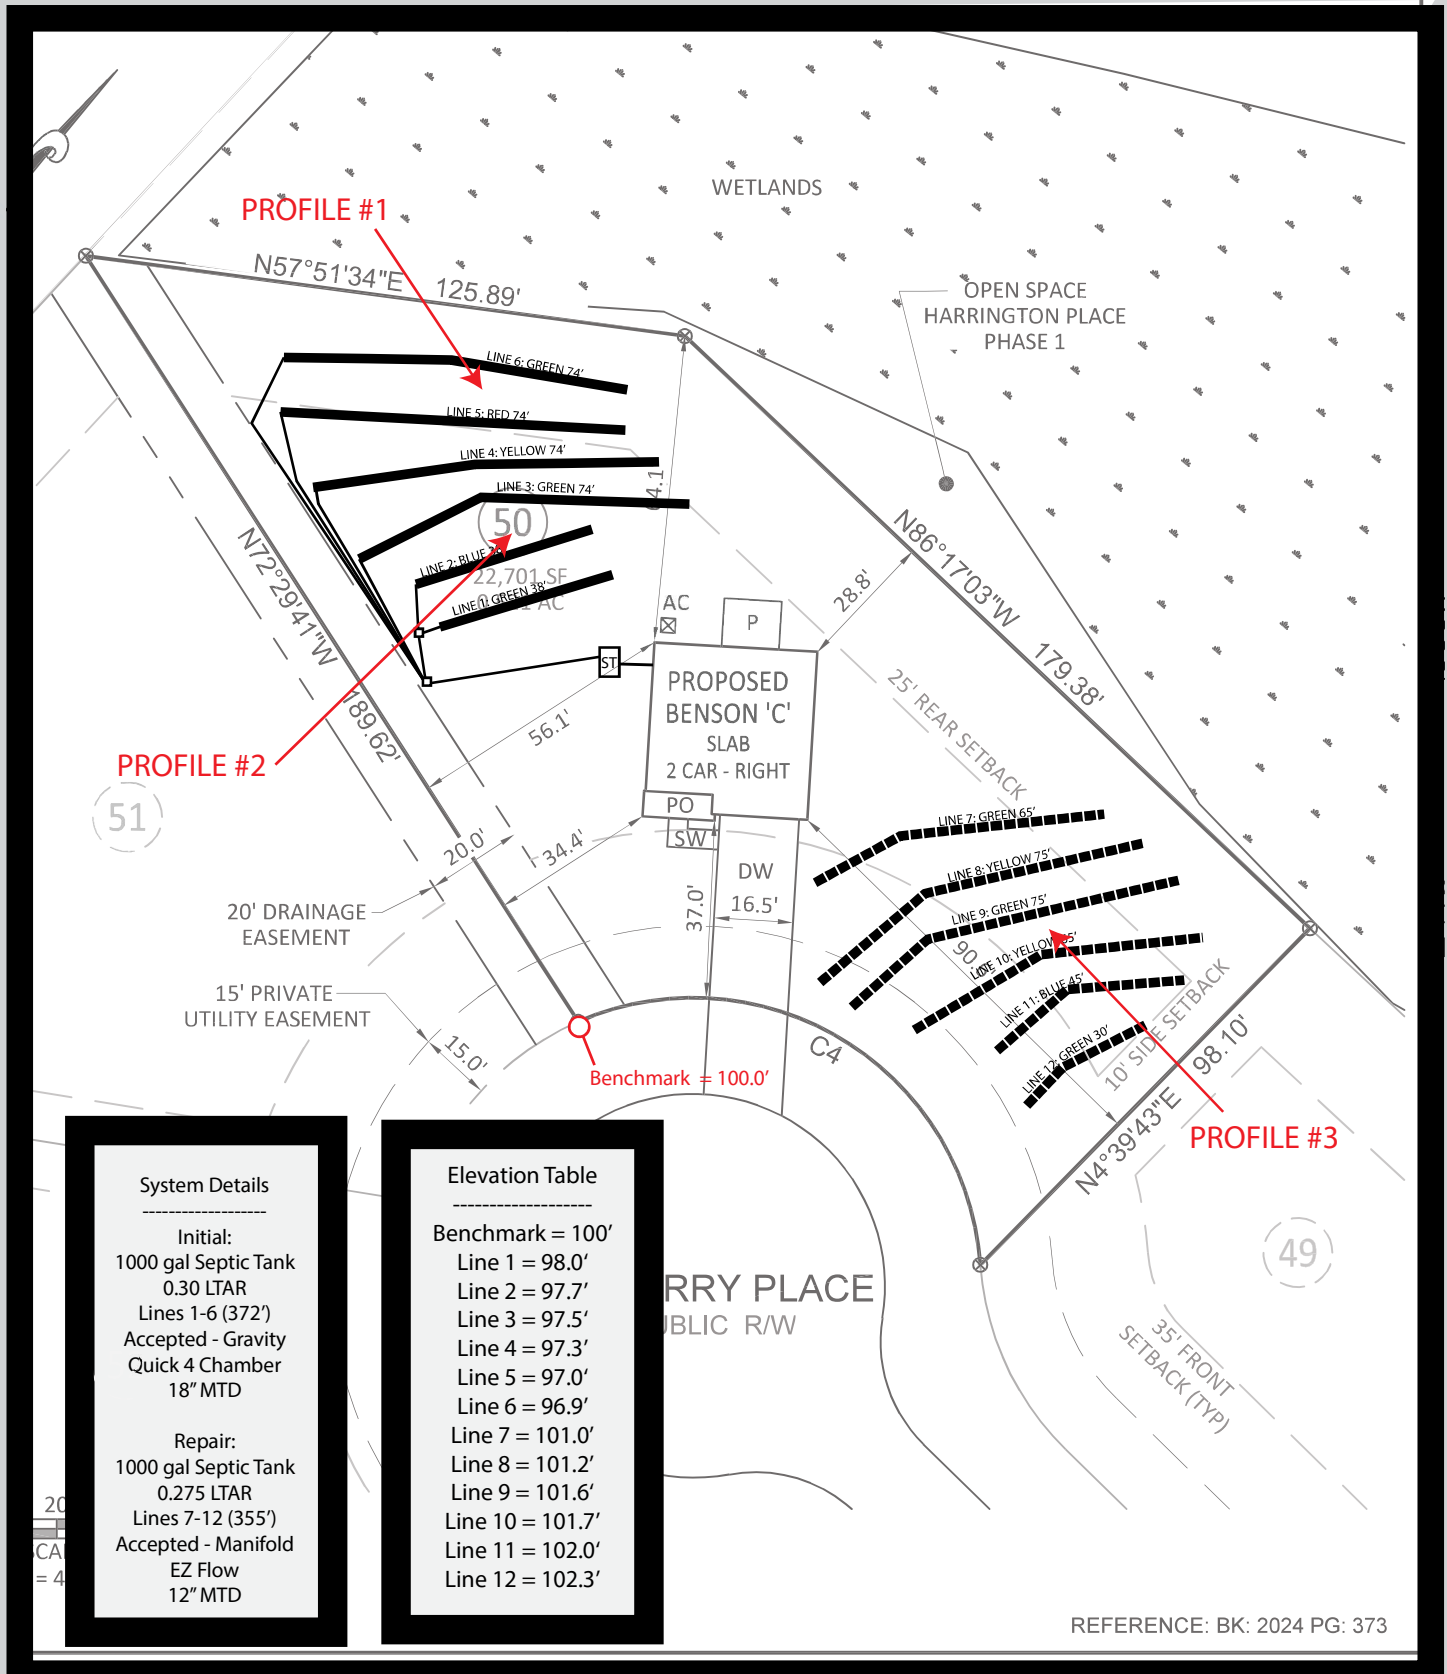 WETLANDS
PROFILE #1
N57°51'34"E 125.89'
OPEN SPACE
HARRINGTON PLACE
PHASE 1
LINE 6: GREEN 74'
LINE 5: RED 74'
LINE 4: YELLOW 74'
LINE 3: GREEN 74'
50
LINE 2: BLUE
22,701 SF
LINE 1: GREEN 38'
AC
N72°29'41"W 189.62'
N86°17'03"W 179.38'
28.8'
AC
P
ST
PROPOSED
BENSON 'C'
SLAB
2 CAR - RIGHT
PO
SW
DW
16.5'
37.0'
56.1'
34.4'
20.0'
25' REAR SETBACK
PROFILE #2
51
20' DRAINAGE
EASEMENT
15' PRIVATE
UTILITY EASEMENT
15.0'
LINE 7: GREEN 65'
LINE 8: YELLOW 75'
LINE 9: GREEN 75'
LINE 10: YELLOW 65'
LINE 11: BLUE 45'
LINE 12: GREEN 30'
10' SIDE SETBACK
N4°39'43"E 98.10'
C4
Benchmark = 100.0'
PROFILE #3
49
35' FRONT
SETBACK (TYP)
RRY PLACE
R/W
System Details
-------------------
Initial:
1000 gal Septic Tank
0.30 LTAR
Lines 1-6 (372')
Accepted - Gravity
Quick 4 Chamber
18" MTD
Repair:
1000 gal Septic Tank
0.275 LTAR
Lines 7-12 (355')
Accepted - Manifold
EZ Flow
12" MTD
Elevation Table
-------------------
Benchmark = 100'
Line 1 = 98.0'
Line 2 = 97.7'
Line 3 = 97.5'
Line 4 = 97.3'
Line 5 = 97.0'
Line 6 = 96.9'
Line 7 = 101.0'
Line 8 = 101.2'
Line 9 = 101.6'
Line 10 = 101.7'
Line 11 = 102.0'
Line 12 = 102.3'
20
= 4
REFERENCE: BK: 2024 PG: 373